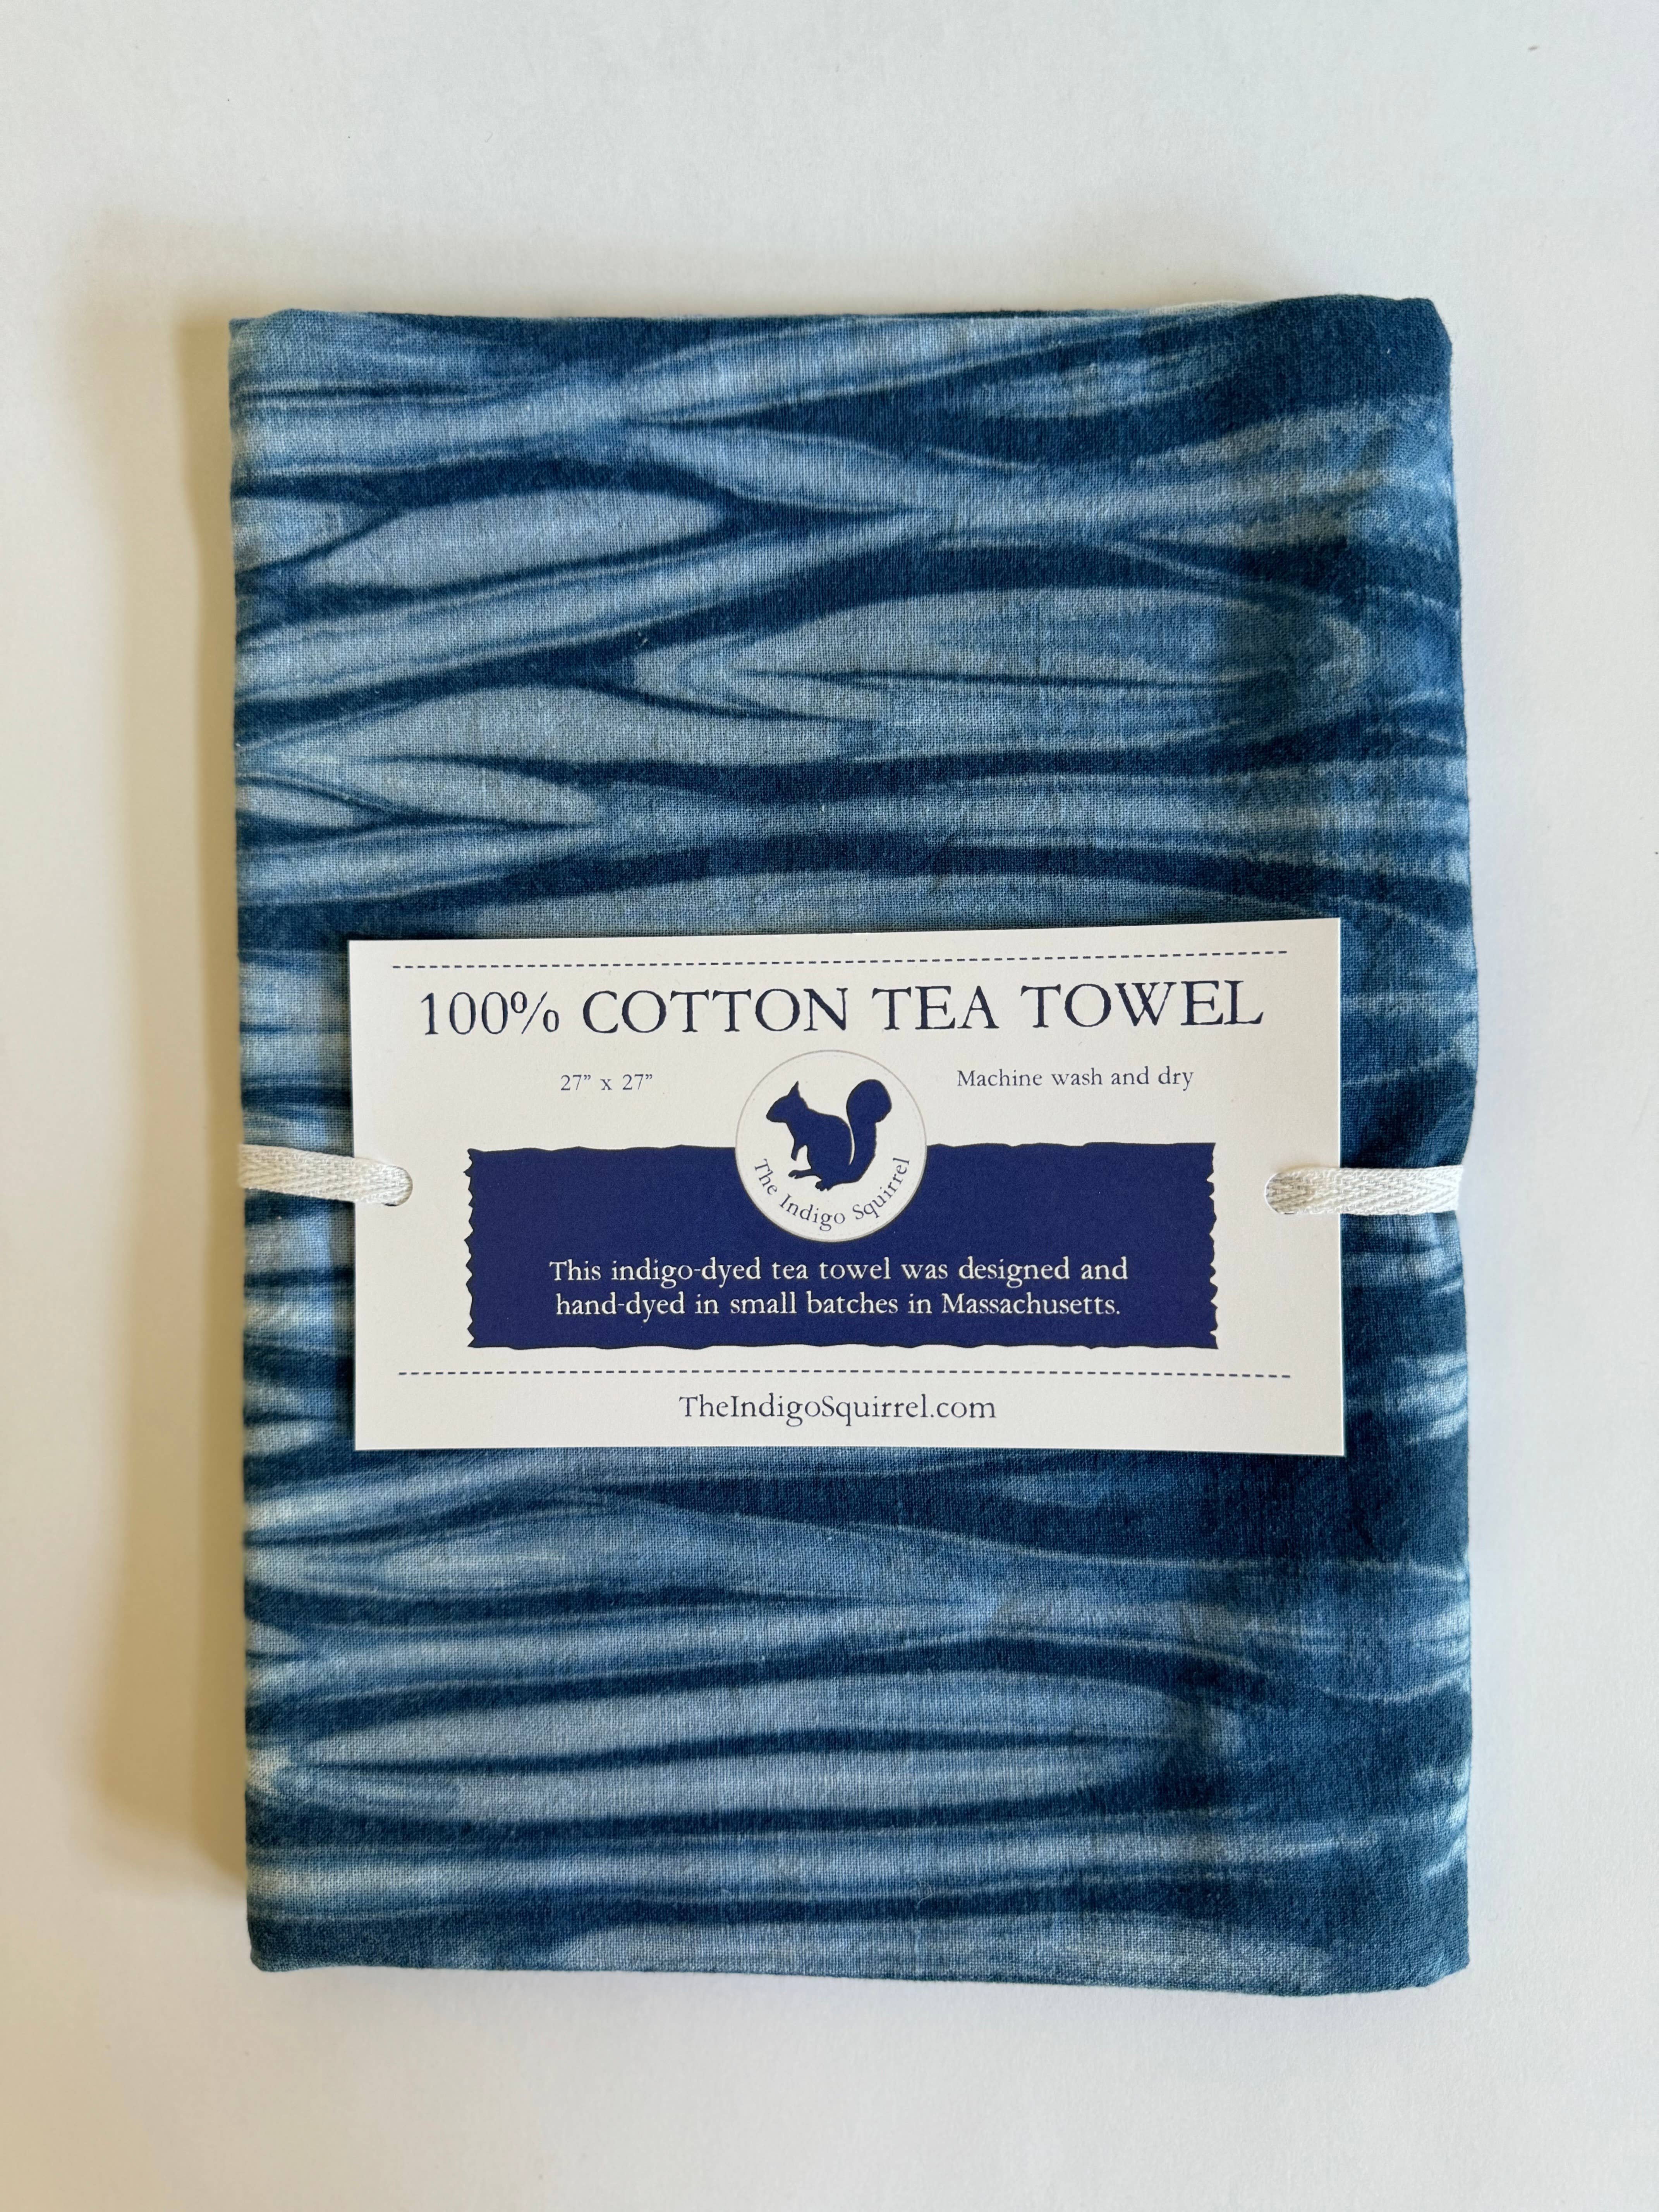 100% COTTON TEA TOWEL
27” x 27”
Machine wash and dry
The Indigo Squirrel
This indigo-dyed tea towel was designed and
hand-dyed in small batches in Massachusetts.
TheIndigoSquirrel.com